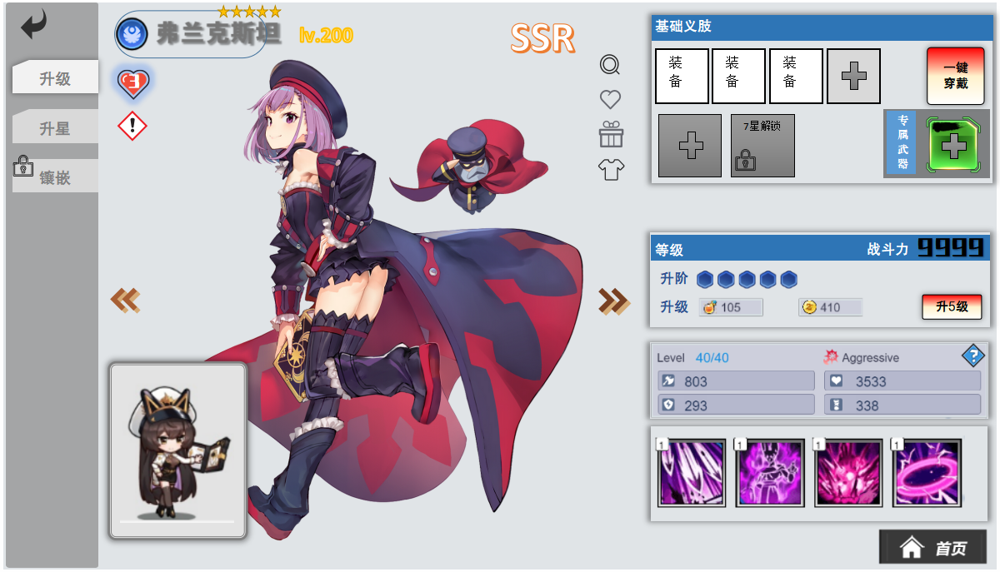 弗兰克斯坦
lv.200
SSR
3
!
升级
升星
镶嵌
基础义肢
装备
装备
装备
一键
穿戴
7星解锁
专属武器
等级
战斗力 9999
升阶
升级
105
410
升5级
Level 40/40
Aggressive
?
803
3533
293
338
1
1
1
1
首页